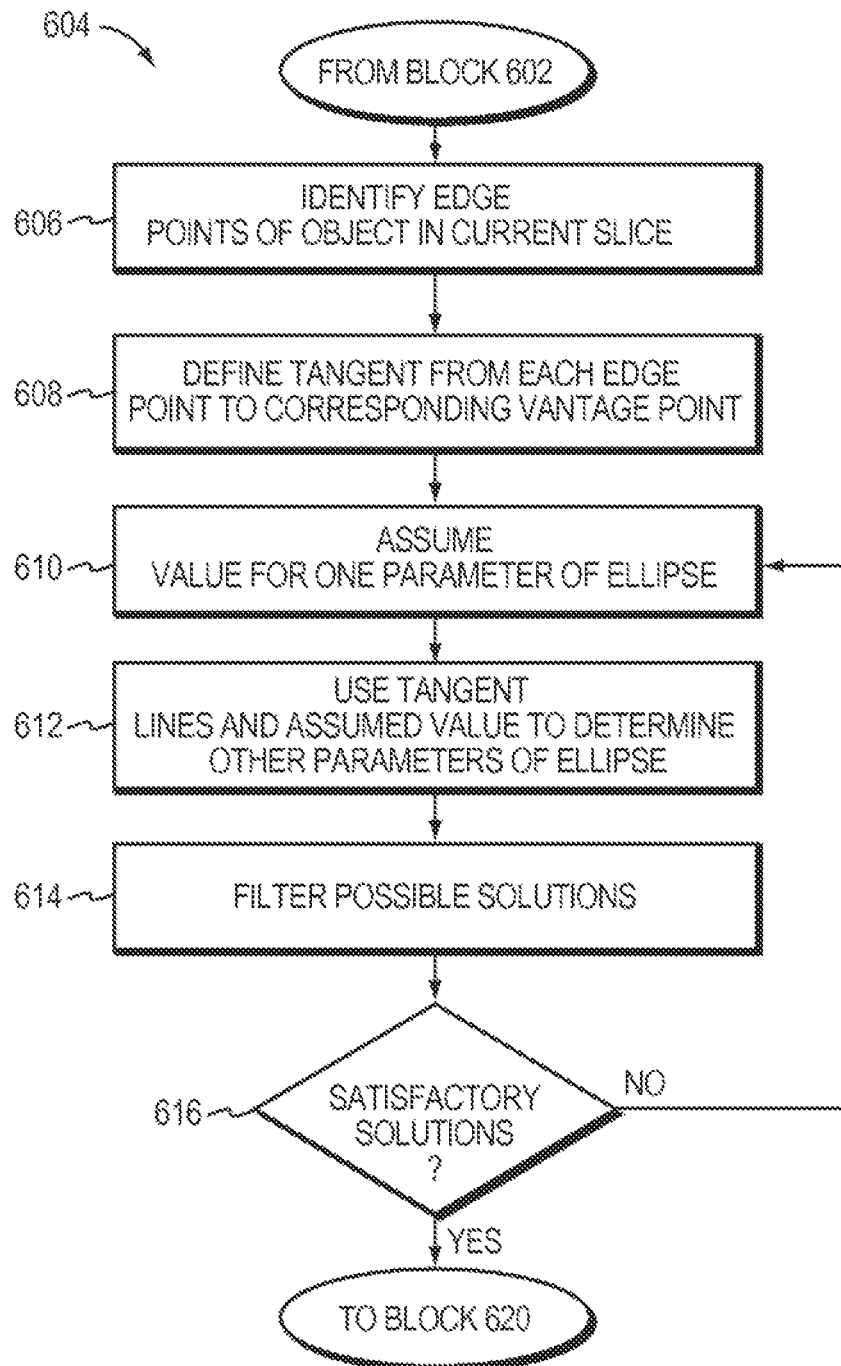 604
FROM BLOCK 602
606
IDENTIFY EDGE
POINTS OF OBJECT IN CURRENT SLICE
608
DEFINE TANGENT FROM EACH EDGE
POINT TO CORRESPONDING VANTAGE POINT
610
ASSUME
VALUE FOR ONE PARAMETER OF ELLIPSE
612
USE TANGENT
LINES AND ASSUMED VALUE TO DETERMINE
OTHER PARAMETERS OF ELLIPSE
614
FILTER POSSIBLE SOLUTIONS
616
SATISFACTORY
SOLUTIONS
?
NO
YES
TO BLOCK 620